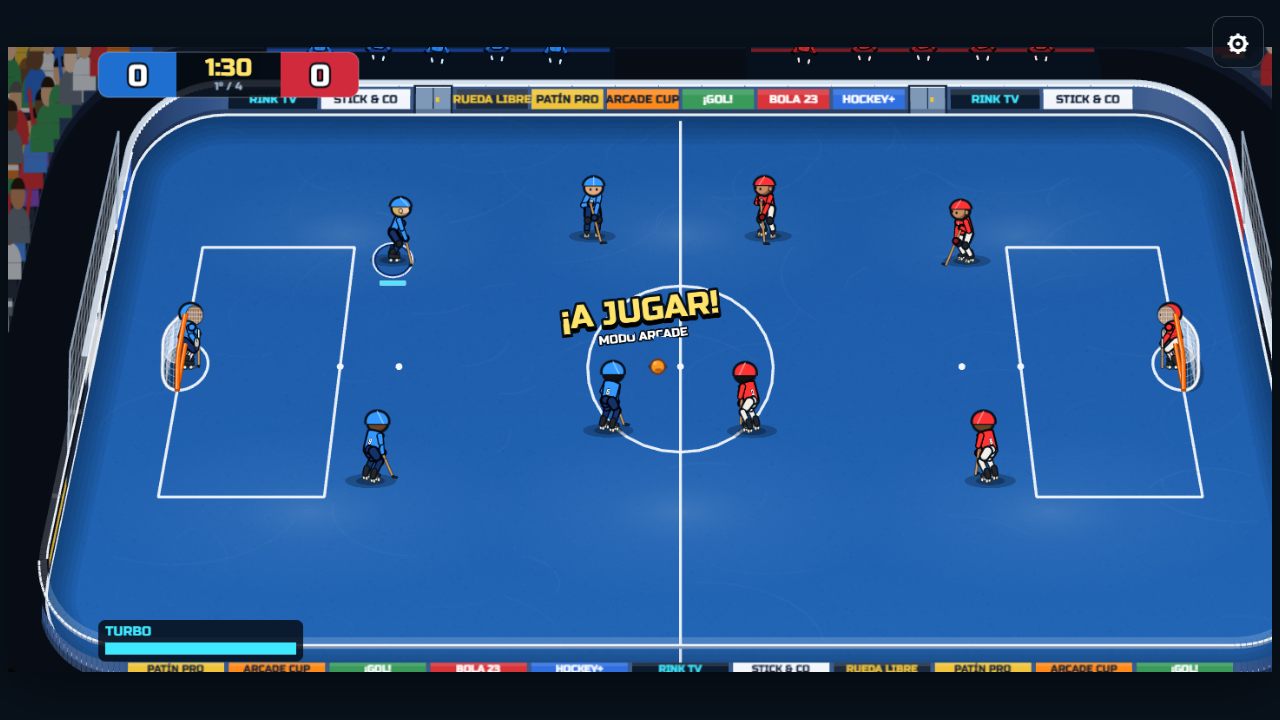 0
1:30
1º / 4
0
RINK TV
STICK & CO
RUEDA LIBRE
PATÍN PRO
ARCADE CUP
¡GOL!
BOLA 23
HOCKEY+
RINK TV
STICK & CO
¡A JUGAR!
MODO ARCADE
TURBO
PATÍN PRO
ARCADE CUP
¡GOL!
BOLA 23
HOCKEY+
RINK TV
STICK & CO
RUEDA LIBRE
PATÍN PRO
ARCADE CUP
¡GOL!